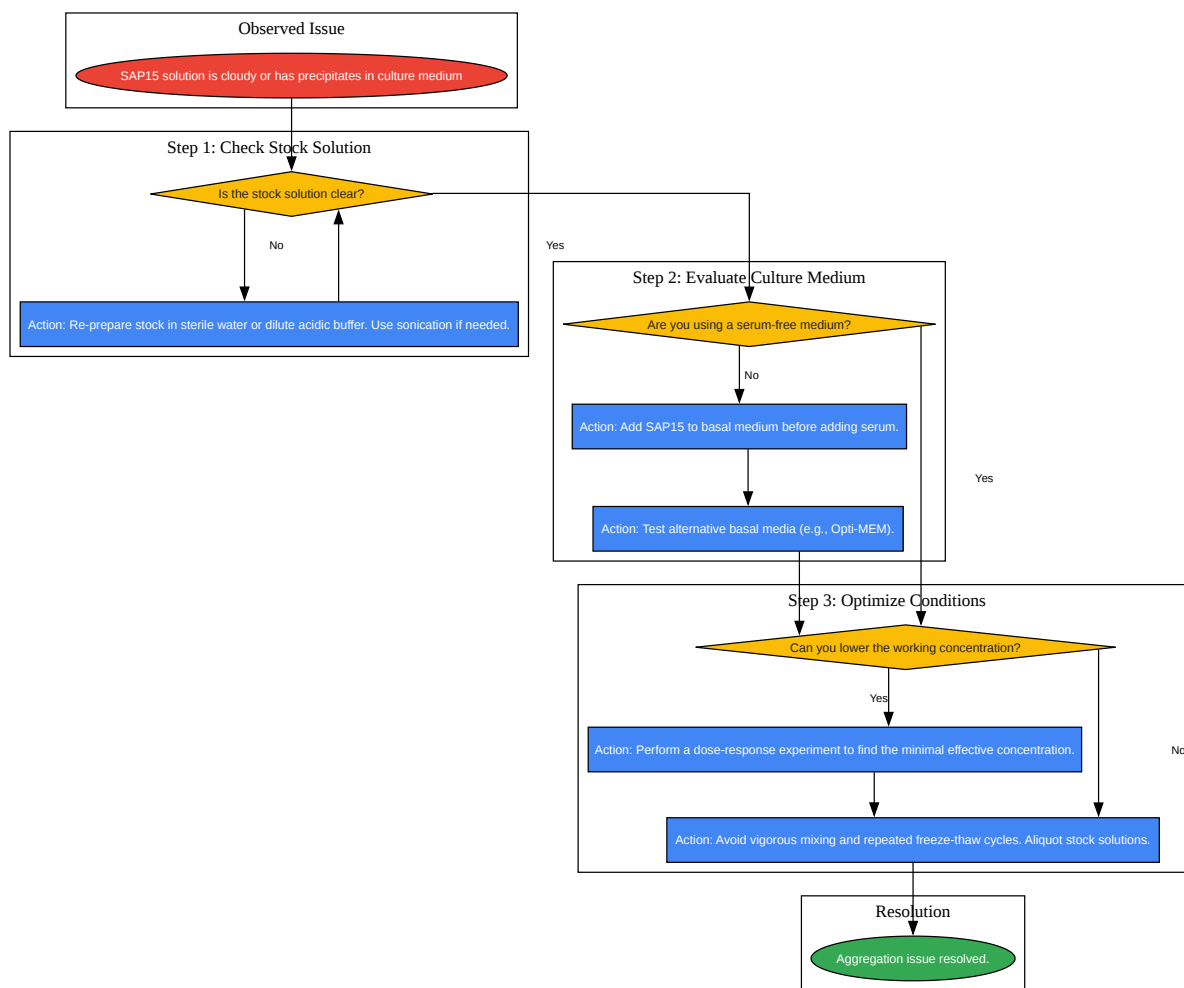 Observed Issue
SAP15 solution is cloudy or has precipitates in culture medium
Step 1: Check Stock Solution
Is the stock solution clear?
No
Yes
Action: Re-prepare stock in sterile water or dilute acidic buffer. Use sonication if needed.
Step 2: Evaluate Culture Medium
Are you using a serum-free medium?
No
Action: Add SAP15 to basal medium before adding serum.
Yes
Action: Test alternative basal media (e.g., Opti-MEM).
Step 3: Optimize Conditions
Can you lower the working concentration?
Yes
Action: Perform a dose-response experiment to find the minimal effective concentration.
No
Action: Avoid vigorous mixing and repeated freeze-thaw cycles. Aliquot stock solutions.
Resolution
Aggregation issue resolved.